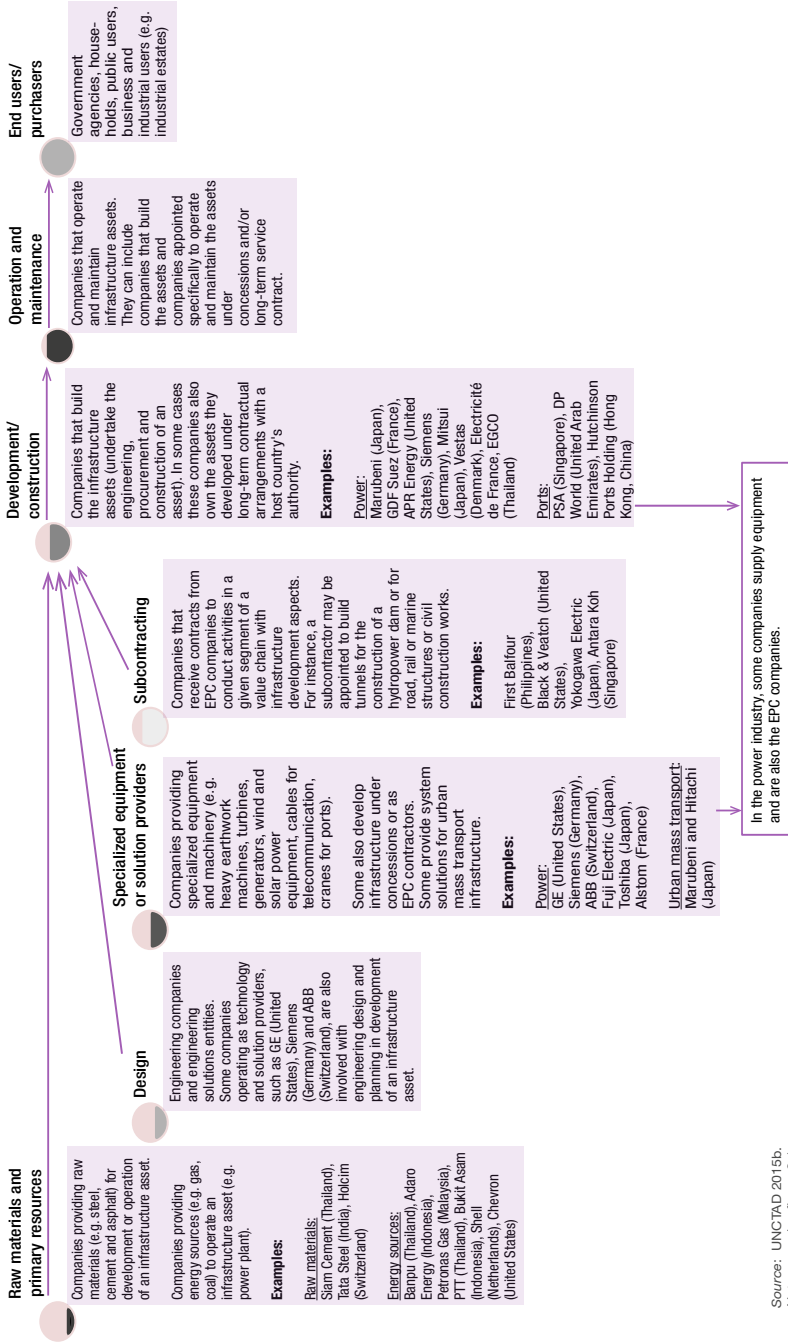 Raw materials and
primary resources
Companies providing raw
materials (e.g. steel,
cement and asphalt) for
development or operation
of an infrastructure asset.
Companies providing
energy sources (e.g. gas,
coal) to operate an
infrastructure asset (e.g.
power plant).
Examples:
Raw materials:
Siam Cement (Thailand),
Tata Steel (India), Holcim
(Switzerland)
Energy sources:
Banpu (Thailand), Adaro
Energy (Indonesia),
Petronas Gas (Malaysia),
PTT (Thailand), Bukit Asam
(Indonesia), Shell
(Netherlands), Chevron
(United States)
Design
Engineering companies
and engineering
solutions entities.
Some companies
operating as technology
and solution providers,
such as GE (United
States), Siemens
(Germany) and ABB
(Switzerland), are also
involved with
engineering design and
planning in development
of an infrastructure
asset.
Specialized equipment
or solution providers
Companies providing
specialized equipment
and machinery (e.g.
heavy earthwork
machines, turbines,
generators, wind and
solar power
equipment, cables for
telecommunication,
cranes for ports).
Some also develop
infrastructure under
concessions or as
EPC contractors.
Some provide system
solutions for urban
mass transport
infrastructure.
Examples:
Power:
GE (United States),
Siemens (Germany),
ABB (Switzerland),
Fuji Electric (Japan),
Toshiba (Japan),
Alstom (France)
Urban mass transport:
Marubeni and Hitachi
(Japan)
Subcontracting
Companies that
receive contracts from
EPC companies to
conduct activities in a
given segment of a
value chain with
infrastructure
development aspects.
For instance, a
subcontractor may be
appointed to build
tunnels for the
construction of a
hydropower dam or for
road, rail or marine
structures or civil
construction works.
Examples:
First Balfour
(Philippines),
Black & Veatch (United
States),
Yokogawa Electric
(Japan), Antara Koh
(Singapore)
Development/
construction
Companies that build
the infrastructure
assets (undertake the
engineering,
procurement and
construction of an
asset). In some cases
these companies also
own the assets they
developed under
long-term contractual
arrangements with a
host country's
authority.
Examples:
Power:
Marubeni (Japan),
GDF Suez (France),
APR Energy (United
States), Siemens
(Germany), Mitsui
(Japan), Vestas
(Denmark), Electricité
de France, EGCO
(Thailand)
Ports:
PSA (Singapore), DP
World (United Arab
Emirates), Hutchinson
Ports Holding (Hong
Kong, China)
Operation and
maintenance
Companies that operate
and maintain
infrastructure assets.
They can include
companies that build
the assets and
companies appointed
specifically to operate
and maintain the assets
under
concessions and/or
long-term service
contract.
End users/
purchasers
Government
agencies, house-
holds, public users,
business and
industrial users (e.g.
industrial estates)
In the power industry, some companies supply equipment
and are also the EPC companies.
Source: UNCTAD 2015b.